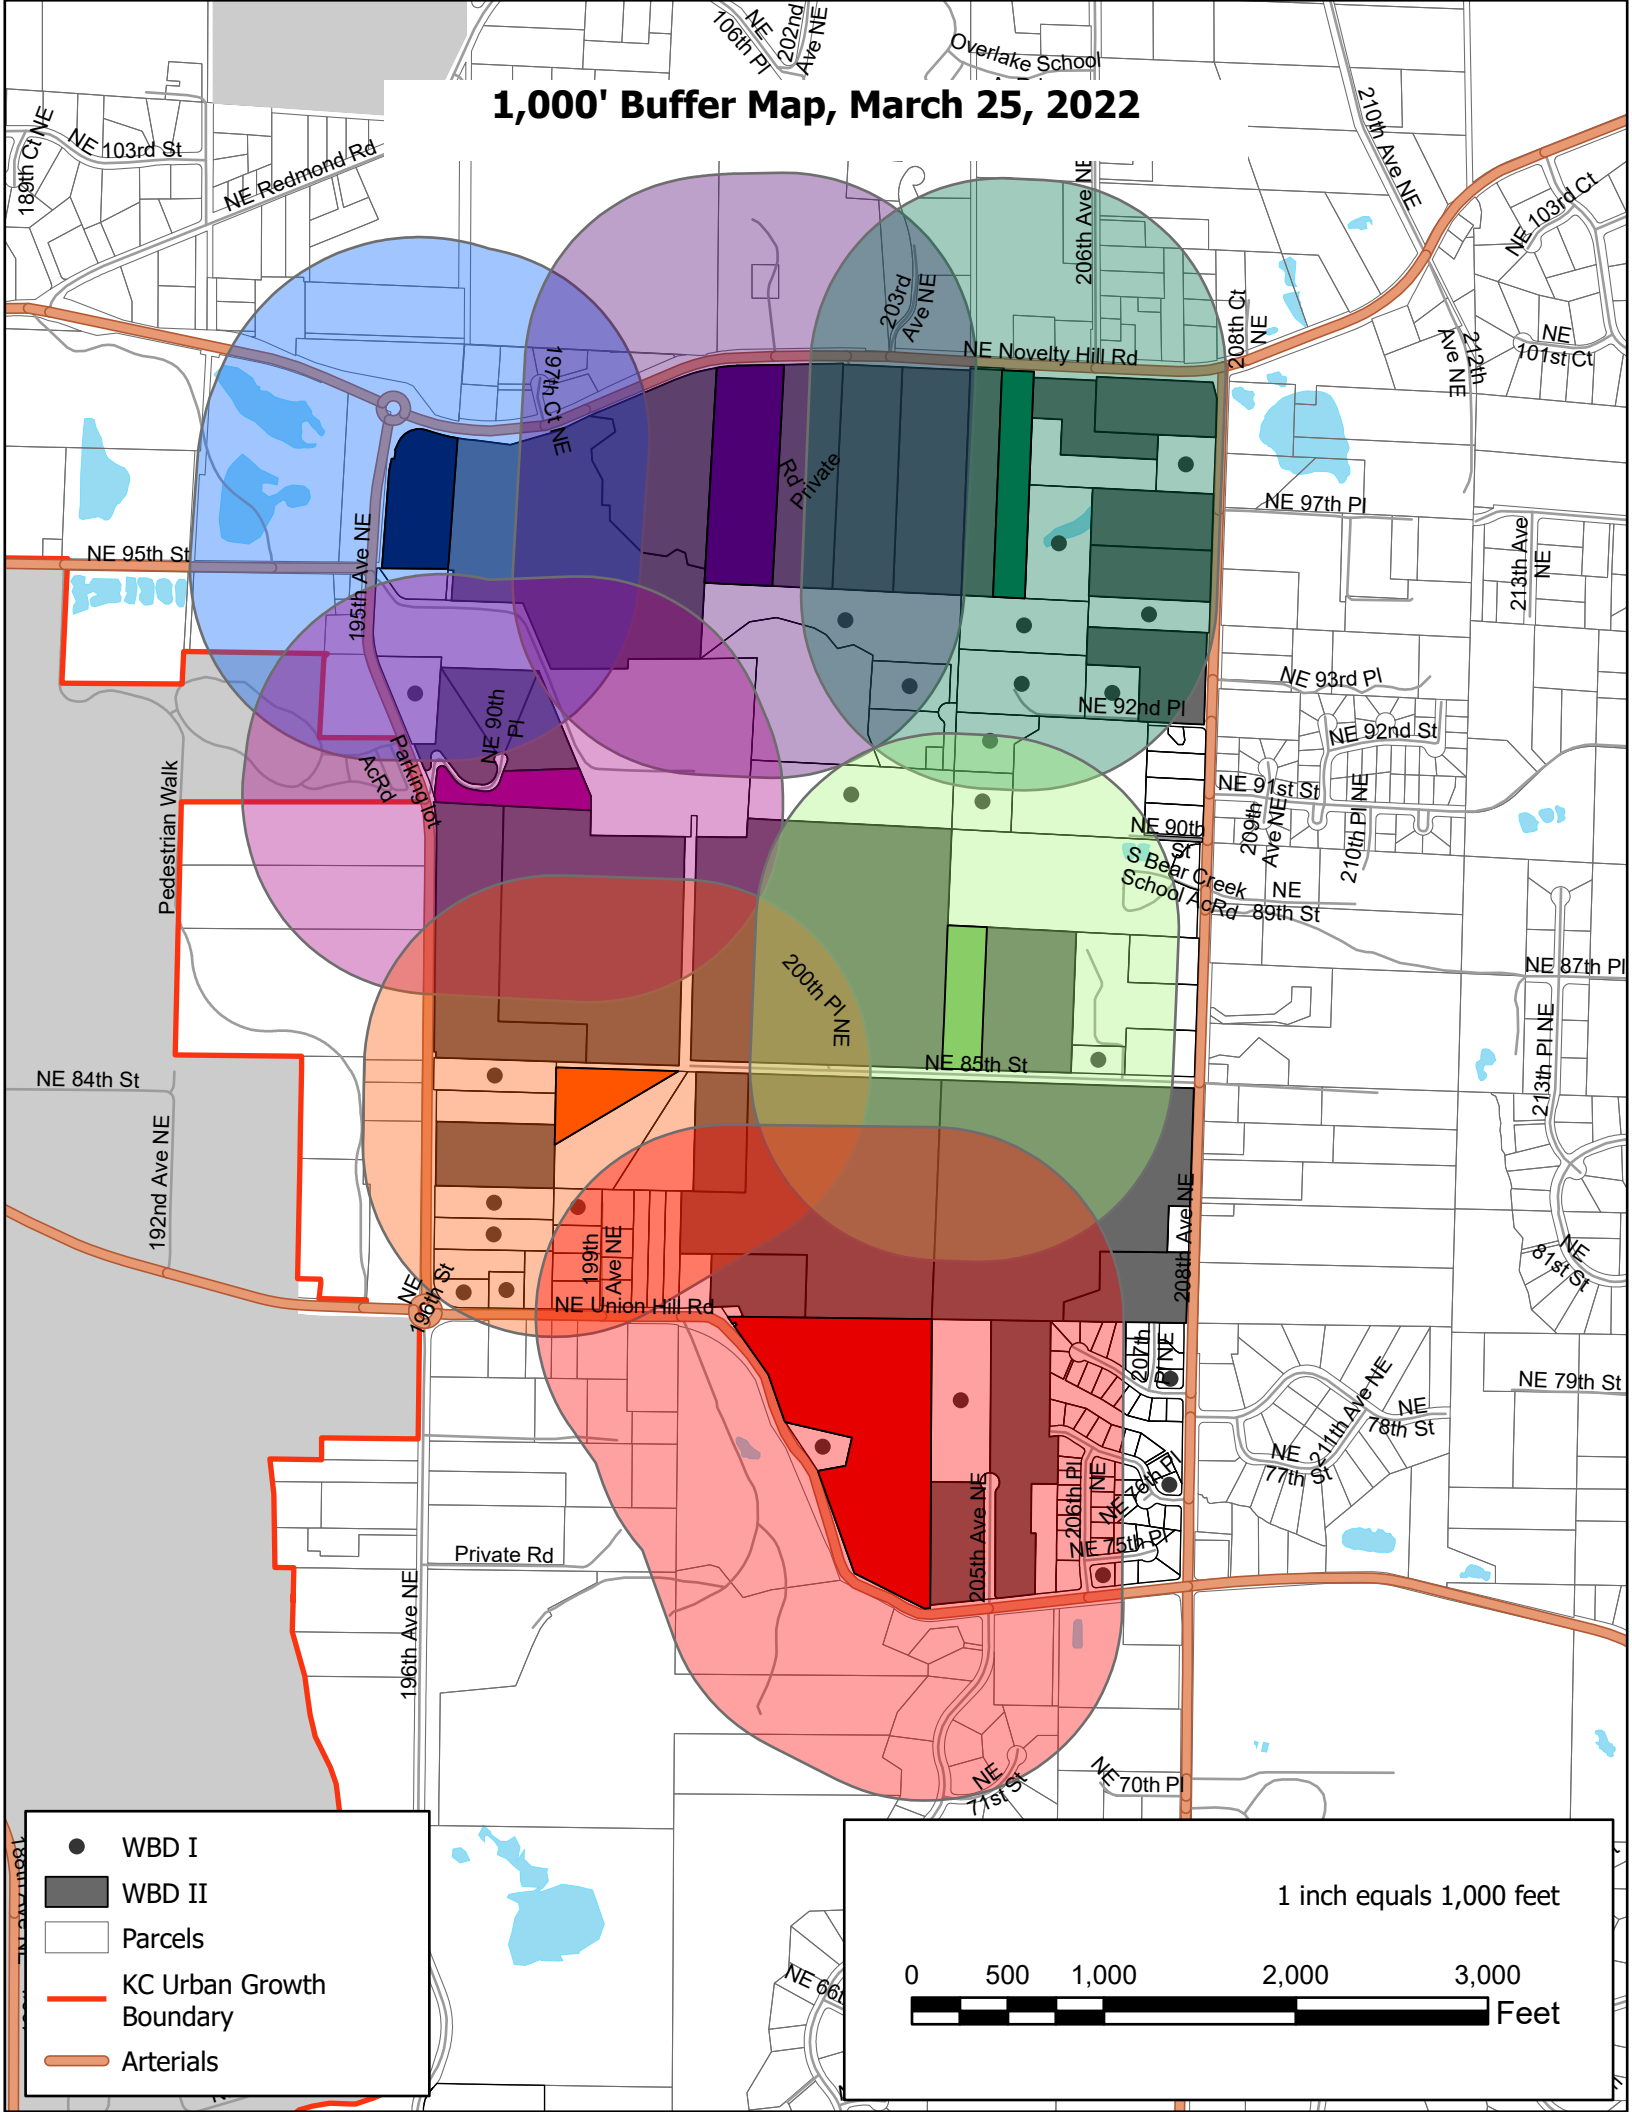 NE
106th Pl
202nd
Ave NE
Overlake School
1,000' Buffer Map, March 25, 2022
189th Ct NE
NE 103rd St
NE Redmond Rd
206th Ave NE
210th Ave NE
NE 103rd Ct
203rd
Ave NE
208th Ct
NE
212th
Ave NE
NE
101st Ct
NE Novelty Hill Rd
197th Ct NE
Private
Rd
NE 97th Pl
NE 95th St
195th Ave NE
213th Ave
NE
NE 93rd Pl
NE 92nd Pl
NE 92nd St
NE 90th
Pl
Parking lot
AcRd
Pedestrian Walk
NE 91st St
209th
Ave NE
210th Pl NE
NE 90th
St
S Bear Creek
School AcRd
NE
89th St
NE 87th Pl
200th Pl NE
NE 85th St
213th Pl NE
NE 84th St
192nd Ave NE
208th Ave NE
NE
81st St
199th
Ave NE
NE
196th St
NE Union Hill Rd
207th
Pl NE
211th Ave NE
NE 79th St
NE
78th St
NE
77th St
NE 76th Pl
206th Pl
NE
205th Ave NE
NE 75th Pl
Private Rd
196th Ave NE
NE
71st St
NE 70th Pl
188th Ave NE
WBD I
WBD II
Parcels
KC Urban Growth
Boundary
Arterials
NE 66th
1 inch equals 1,000 feet
0 500 1,000 2,000 3,000
Feet